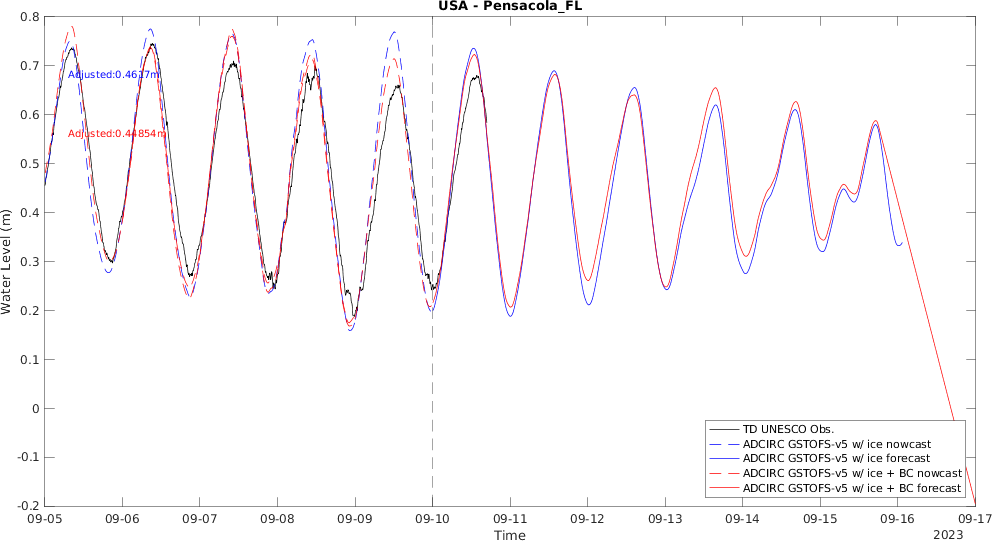 USA - Pensacola_FL
0.8
0.7
0.6
0.5
0.4
0.3
0.2
0.1
0
-0.1
-0.2
Water Level (m)
Adjusted:0.4617m
Adjusted:0.44854m
TD UNESCO Obs.
ADCIRC GSTOFS-v5 w/ ice nowcast
ADCIRC GSTOFS-v5 w/ ice forecast
ADCIRC GSTOFS-v5 w/ ice + BC nowcast
ADCIRC GSTOFS-v5 w/ ice + BC forecast
09-05 09-06 09-07 09-08 09-09 09-10 09-11 09-12 09-13 09-14 09-15 09-16 09-17
Time
2023